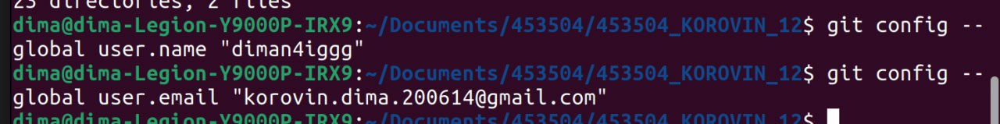 23 directories, 2 files
dima@dima-Legion-Y9000P-IRX9:~/Documents/453504/453504_KOROVIN_12$ git config --
global user.name "diman4iggg"
dima@dima-Legion-Y9000P-IRX9:~/Documents/453504/453504_KOROVIN_12$ git config --
global user.email "korovin.dima.200614@gmail.com"
dima@dima-Legion-Y9000P-IRX9:~/Documents/453504/453504_KOROVIN_12$